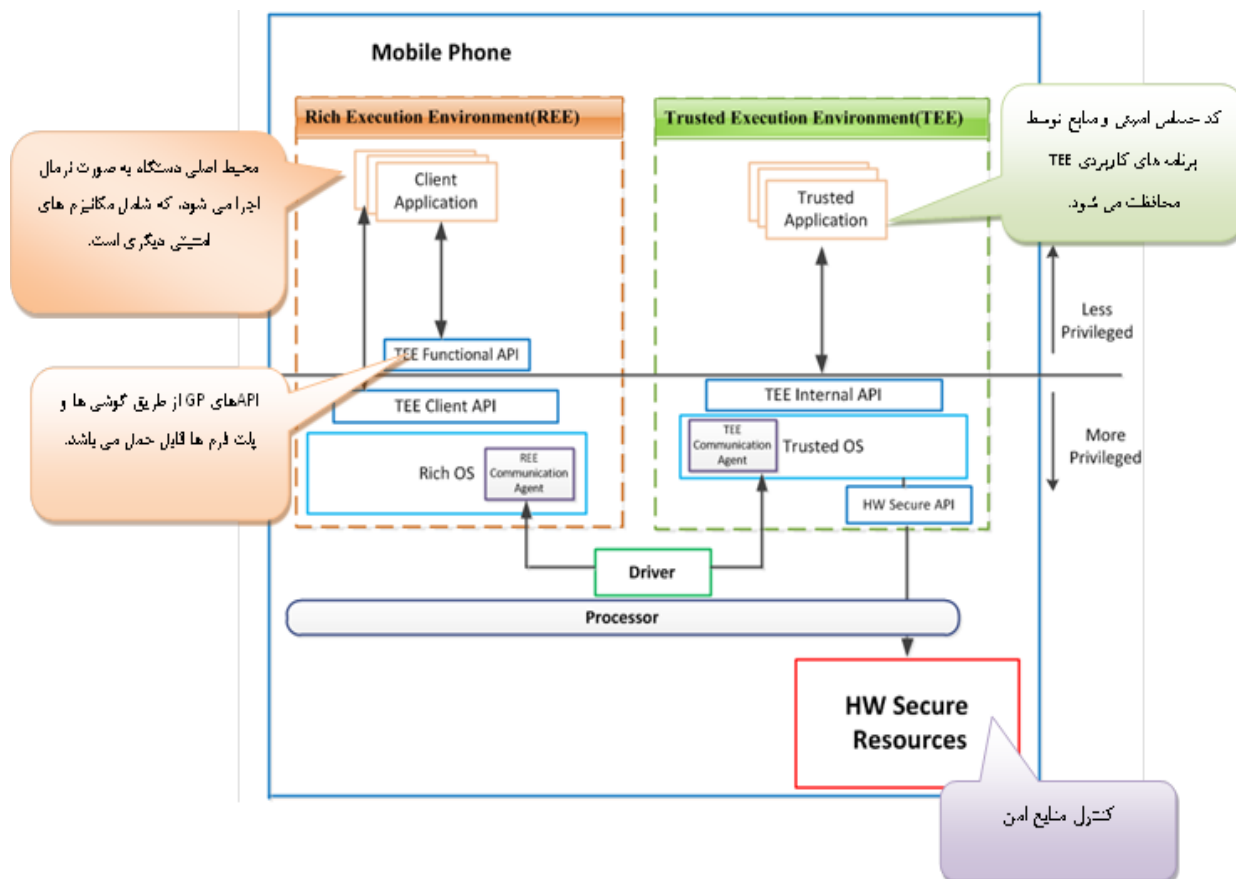 Mobile Phone
Rich Execution Environment(REE)
Trusted Execution Environment(TEE)
کد حساس امنیتی و منابع توسط
برنامه های کاربردی TEE
محافظت می شود.
محیط اصلی دستگاه به صورت نرمال
اجرا می شود، که شامل مکانیزم های
امنیتی دیگری است.
Client
Application
Trusted
Application
Less
Privileged
TEE Functional API
APIهای GP از طریق گوشی ها و
پلت فرم ها قابل حمل می باشد.
TEE Client API
TEE Internal API
More
Privileged
Rich OS
REE
Communication
Agent
TEE
Communication
Agent
Trusted OS
HW Secure API
Driver
Processor
HW Secure
Resources
کنترل منابع امن